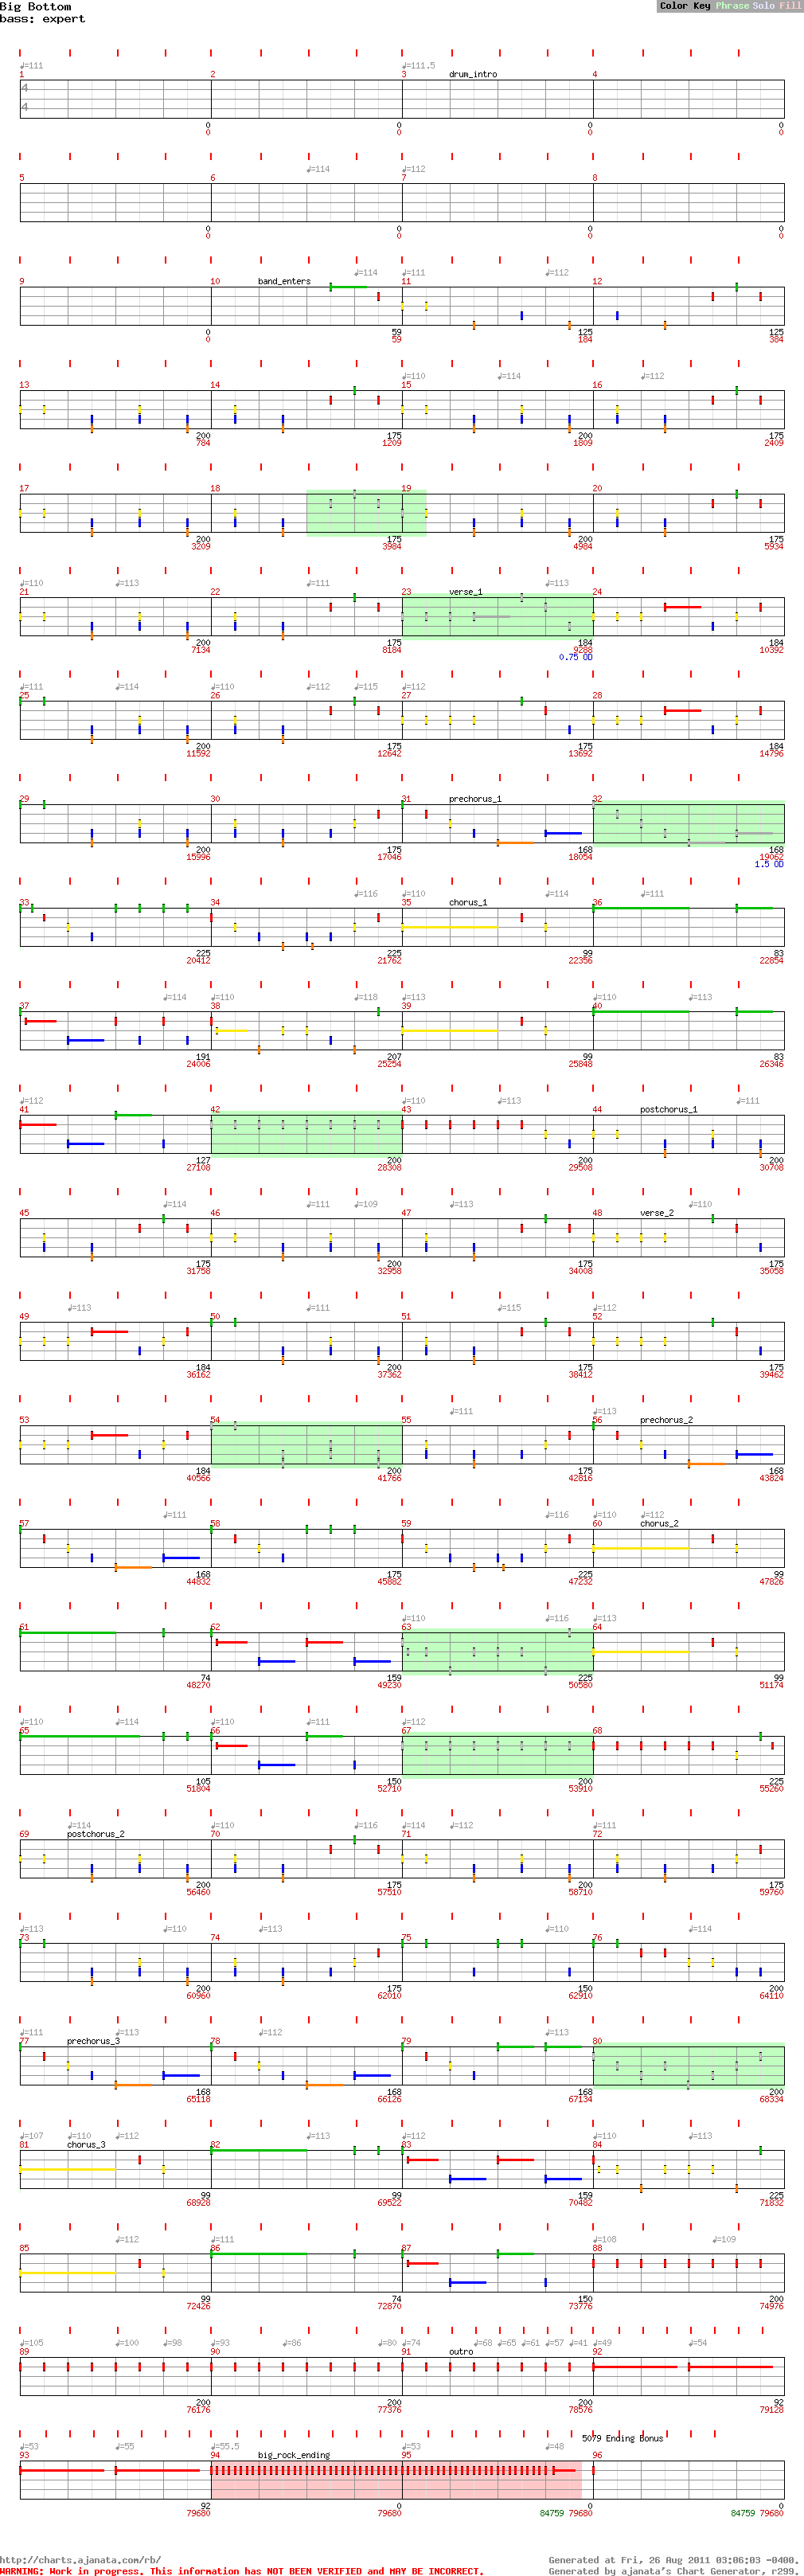 Big Bottom
Color Key Phrase Solo Fill
bass: expert
♩=111 ♩=111.5
1 2 3 drum_intro 4
4
4
0 0 0 0
0 0 0 0
♩=114 ♩=112
5 6 7 8
0 0 0 0
0 0 0 0
♩=114 ♩=111 ♩=112
9 10 band_enters 11 12
0 59 125 125
0 59 184 384
♩=110 ♩=114 ♩=112
13 14 15 16
200 175 200 175
784 1209 1809 2409
17 18 19 20
200 175 200 175
3209 3984 4984 5934
♩=110 ♩=113 ♩=111 ♩=113
21 22 23 verse_1 24
200 175 184 184
7134 8184 9288 10392
0.75 OD
♩=111 ♩=114 ♩=110 ♩=112 ♩=115 ♩=112
25 26 27 28
200 175 175 184
11592 12642 13692 14796
29 30 31 prechorus_1 32
200 175 168 168
15996 17046 18054 19062
1.5 OD
♩=116 ♩=110 ♩=114 ♩=111
33 34 35 chorus_1 36
225 225 99 83
20412 21762 22356 22854
♩=114 ♩=110 ♩=118 ♩=113 ♩=110 ♩=113
37 38 39 40
191 207 99 83
24006 25254 25848 26346
♩=112 ♩=110 ♩=113 ♩=111
41 42 43 44 postchorus_1
127 200 200 200
27108 28308 29508 30708
♩=114 ♩=111 ♩=109 ♩=113 ♩=110
45 46 47 48 verse_2
175 200 175 175
31758 32958 34008 35058
♩=113 ♩=111 ♩=115 ♩=112
49 50 51 52
184 200 175 175
36162 37362 38412 39462
♩=111 ♩=113
53 54 55 56 prechorus_2
184 200 175 168
40566 41766 42816 43824
♩=111 ♩=116 ♩=110 ♩=112
57 58 59 60 chorus_2
168 175 225 99
44832 45882 47232 47826
♩=110 ♩=116 ♩=113
61 62 63 64
74 159 225 99
48270 49230 50580 51174
♩=110 ♩=114 ♩=110 ♩=111 ♩=112
65 66 67 68
105 150 200 225
51804 52710 53910 55260
♩=114 ♩=110 ♩=116 ♩=114 ♩=112 ♩=111
69 postchorus_2 70 71 72
200 175 200 175
56460 57510 58710 59760
♩=113 ♩=110 ♩=113 ♩=110 ♩=114
73 74 75 76
200 175 150 200
60960 62010 62910 64110
♩=111 ♩=113 ♩=112 ♩=113
77 prechorus_3 78 79 80
168 168 168 200
65118 66126 67134 68334
♩=107 ♩=110 ♩=112 ♩=113 ♩=112 ♩=110 ♩=113
81 chorus_3 82 83 84
99 99 159 225
68928 69522 70482 71832
♩=112 ♩=111 ♩=108 ♩=109
85 86 87 88
99 74 150 200
72426 72870 73776 74976
♩=105 ♩=100 ♩=98 ♩=93 ♩=86 ♩=80 ♩=74 ♩=68 ♩=65 ♩=61 ♩=57 ♩=41 ♩=49 ♩=54
89 90 91 outro 92
200 200 200 92
76176 77376 78576 79128
5079 Ending Bonus
♩=53 ♩=55 ♩=55.5 ♩=53 ♩=48
93 94 big_rock_ending 95 96
92 0 0 0
79680 79680 84759 79680 84759 79680
http://charts.ajanata.com/rb/
Generated at Fri, 26 Aug 2011 03:06:03 -0400.
WARNING: Work in progress. This information has NOT BEEN VERIFIED and MAY BE INCORRECT.
Generated by ajanata's Chart Generator, r299.